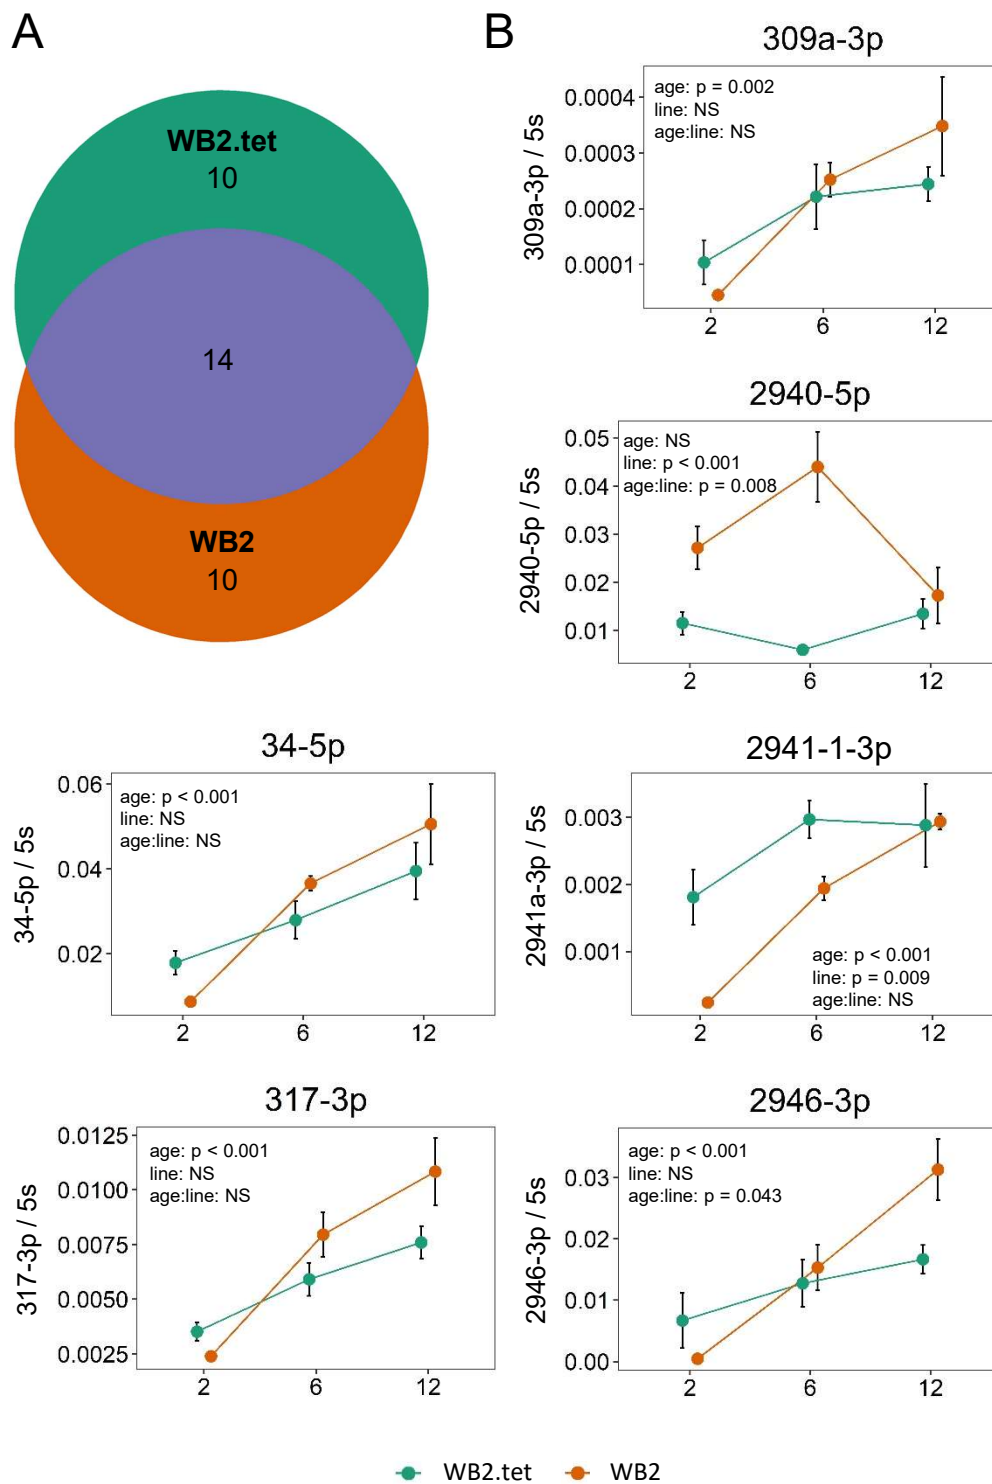 A
WB2.tet
10
14
WB2
10
B
309a-3p
309a-3p / 5s
0.0004
0.0003
0.0002
0.0001
age: p = 0.002
line: NS
age:line: NS
2 6 12
2940-5p
2940-5p / 5s
0.05
0.04
0.03
0.02
0.01
age: NS
line: p < 0.001
age:line: p = 0.008
2 6 12
34-5p
34-5p / 5s
0.06
0.04
0.02
age: p < 0.001
line: NS
age:line: NS
2 6 12
2941-1-3p
2941a-3p / 5s
0.003
0.002
0.001
age: p < 0.001
line: p = 0.009
age:line: NS
2 6 12
317-3p
317-3p / 5s
0.0125
0.0100
0.0075
0.0050
0.0025
age: p < 0.001
line: NS
age:line: NS
2 6 12
2946-3p
2946-3p / 5s
0.03
0.02
0.01
0.00
age: p < 0.001
line: NS
age:line: p = 0.043
2 6 12
WB2.tet WB2